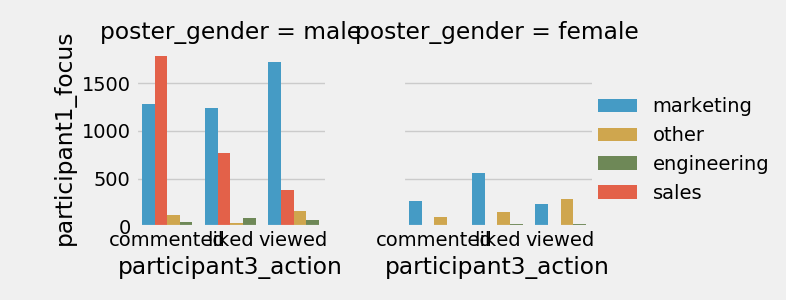 poster_gender = male
poster_gender = female
participant1_focus
1500
1000
500
0
commented
liked
viewed
participant3_action
commented
liked
viewed
participant3_action
marketing
other
engineering
sales